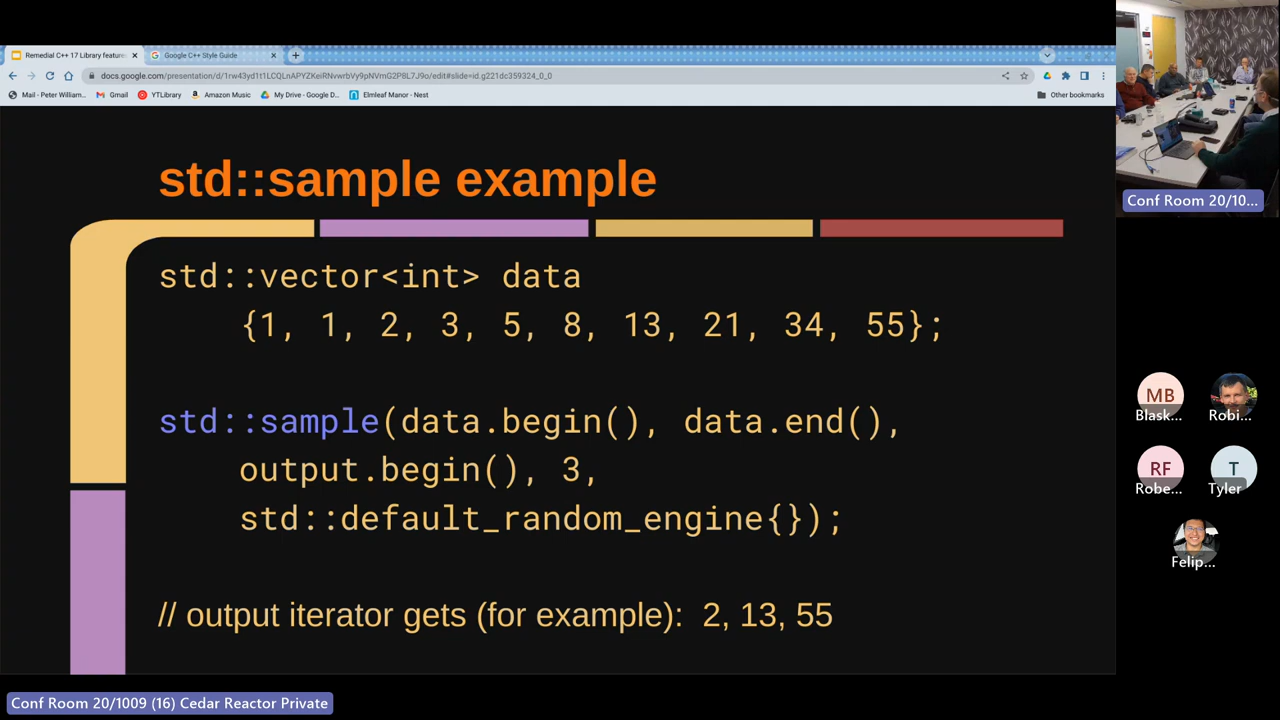 Remedial C++ 17 Library feature
Google C++ Style Guide
docs.google.com/presentation/d/1rw43yd1t1LCQLnAPYZKeiRNvwrbVy9pNVmG2P8L7J9o/edit#slide=id.g221dc359324_0_0
Mail - Peter William...
Gmail
YTLibrary
Amazon Music
My Drive - Google D...
Elmleaf Manor - Nest
Other bookmarks
std::sample example
std::vector<int> data
{1, 1, 2, 3, 5, 8, 13, 21, 34, 55};
std::sample(data.begin(), data.end(),
output.begin(), 3,
std::default_random_engine{});
// output iterator gets (for example): 2, 13, 55
Conf Room 20/10...
MB
Blask...
Robi...
RF
Robe...
T
Tyler
Felip...
Conf Room 20/1009 (16) Cedar Reactor Private